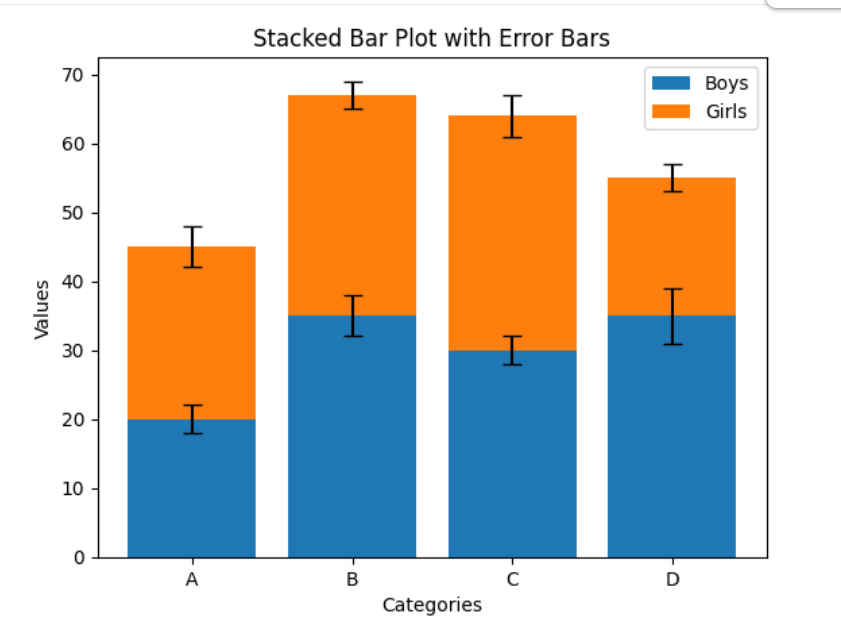 Stacked Bar Plot with Error Bars
Boys
Girls
70
60
50
40
30
20
10
0
Values
A B C D
Categories